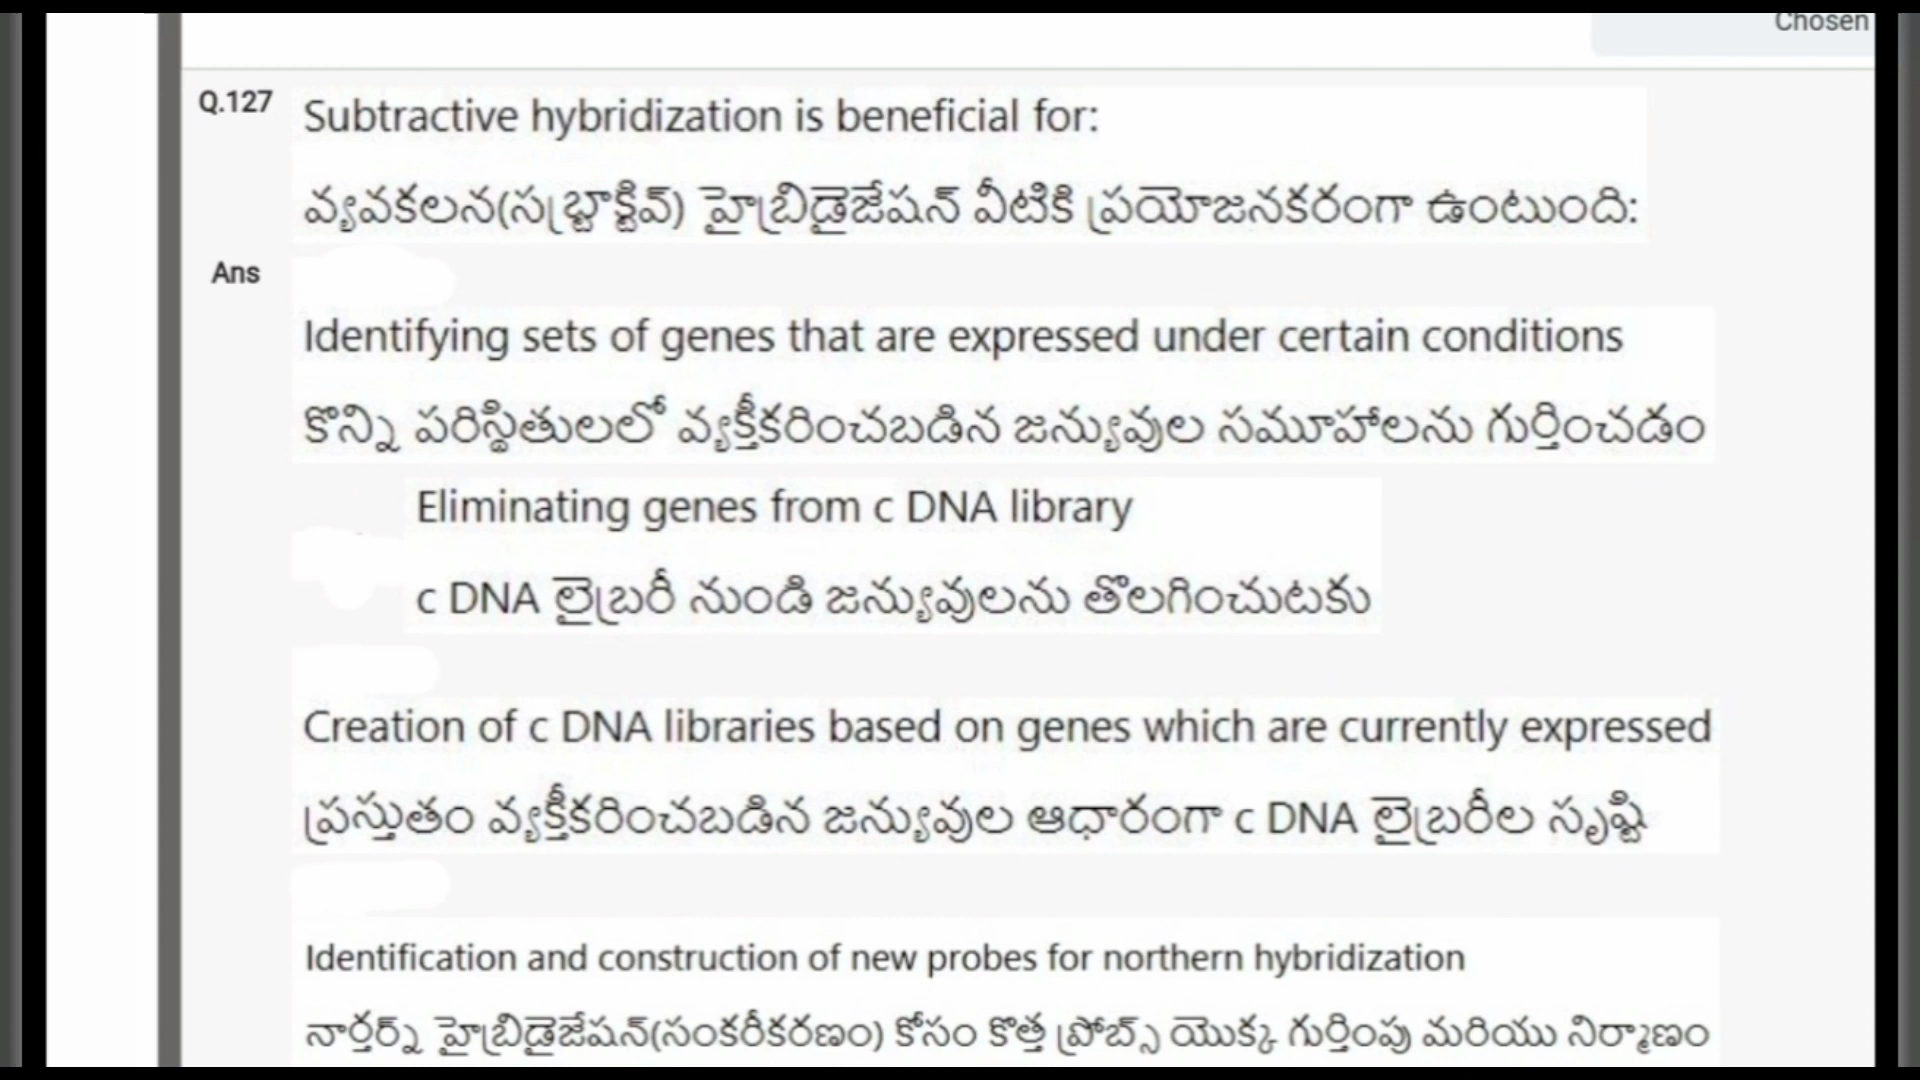 Chosen
Q.127 Subtractive hybridization is beneficial for:
వ్యవకలన(సబ్ట్రాక్టివ్) హైబ్రిడైజేషన్ వీటికి ప్రయోజనకరంగా ఉంటుంది:
Ans
Identifying sets of genes that are expressed under certain conditions
కొన్ని పరిస్థితులలో వ్యక్తీకరించబడిన జన్యువుల సమూహాలను గుర్తించడం
Eliminating genes from c DNA library
c DNA లైబ్రరీ నుండి జన్యువులను తొలగించుటకు
Creation of c DNA libraries based on genes which are currently expressed
ప్రస్తుతం వ్యక్తీకరించబడిన జన్యువుల ఆధారంగా c DNA లైబ్రరీల సృష్టి
Identification and construction of new probes for northern hybridization
నార్తర్న్ హైబ్రిడైజేషన్(సంకరీకరణం) కోసం కొత్త ప్రోబ్స్ యొక్క గుర్తింపు మరియు నిర్మాణం